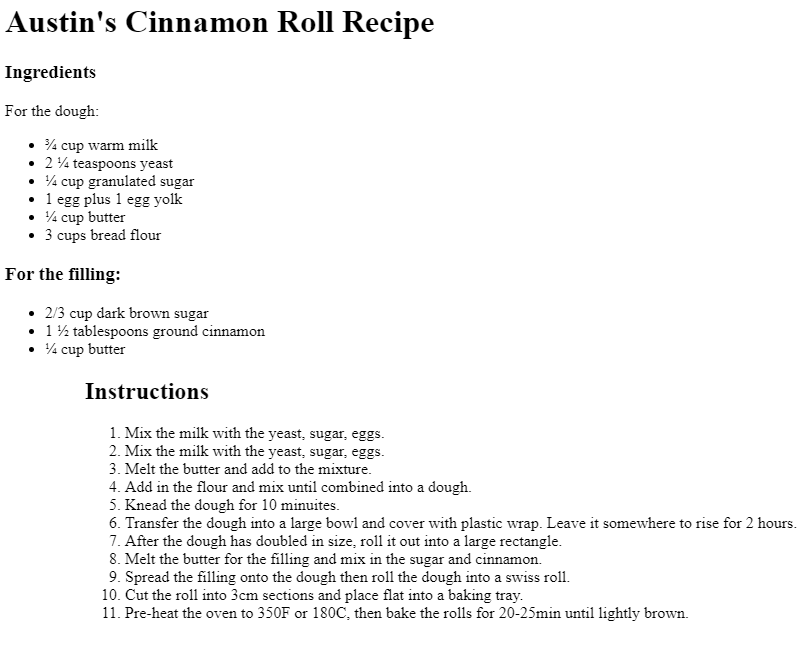 Austin's Cinnamon Roll Recipe
Ingredients
For the dough:
• ¾ cup warm milk
• 2 ¼ teaspoons yeast
• ¼ cup granulated sugar
• 1 egg plus 1 egg yolk
• ¼ cup butter
• 3 cups bread flour
For the filling:
• 2/3 cup dark brown sugar
• 1 ½ tablespoons ground cinnamon
• ¼ cup butter
Instructions
1. Mix the milk with the yeast, sugar, eggs.
2. Mix the milk with the yeast, sugar, eggs.
3. Melt the butter and add to the mixture.
4. Add in the flour and mix until combined into a dough.
5. Knead the dough for 10 minuites.
6. Transfer the dough into a large bowl and cover with plastic wrap. Leave it somewhere to rise for 2 hours.
7. After the dough has doubled in size, roll it out into a large rectangle.
8. Melt the butter for the filling and mix in the sugar and cinnamon.
9. Spread the filling onto the dough then roll the dough into a swiss roll.
10. Cut the roll into 3cm sections and place flat into a baking tray.
11. Pre-heat the oven to 350F or 180C, then bake the rolls for 20-25min until lightly brown.